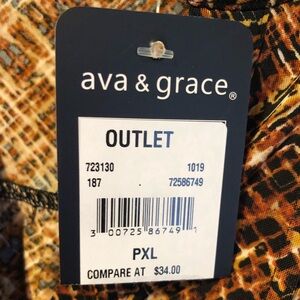 ava & grace®
OUTLET
723130 1019
187 72586749
3 00725 86749 1
PXL
COMPARE AT $34.00